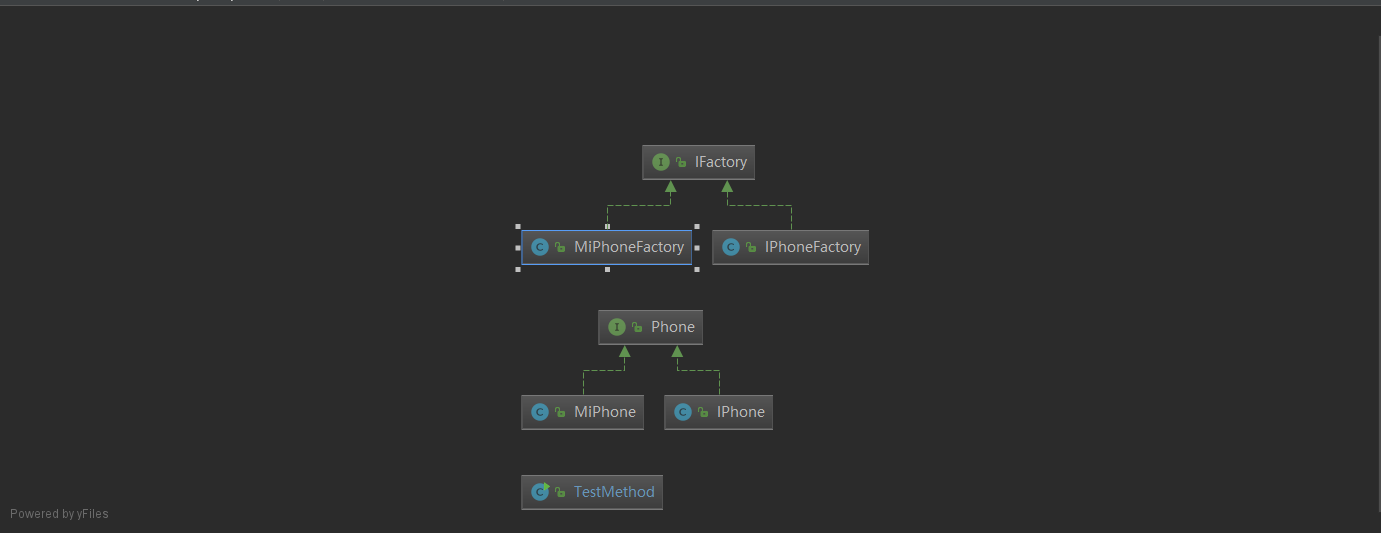 IFactory
MiPhoneFactory
IPhoneFactory
Phone
MiPhone
IPhone
TestMethod
Powered by yFiles